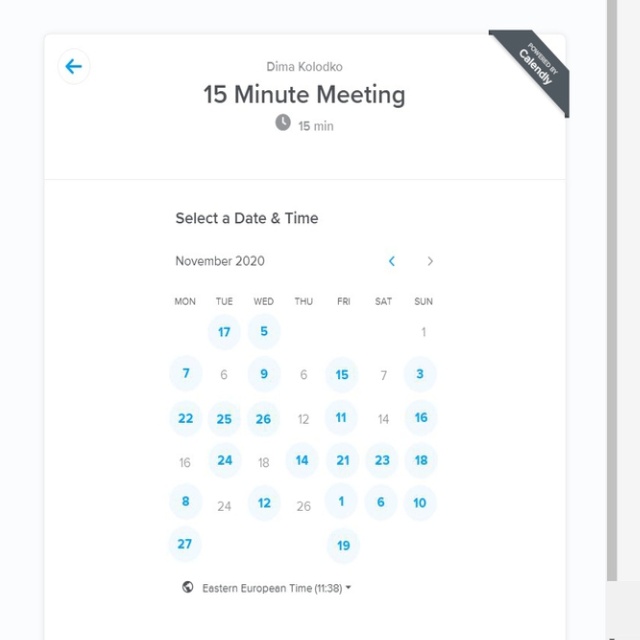 Dima Kolodko
15 Minute Meeting
15 min
POWERED BY
Calendly
Select a Date & Time
November 2020
MON TUE WED THU FRI SAT SUN
17 5 1
7 6 9 6 15 7 3
22 25 26 12 11 14 16
16 24 18 14 21 23 18
8 24 12 26 1 6 10
27 19
Eastern European Time (11:38)